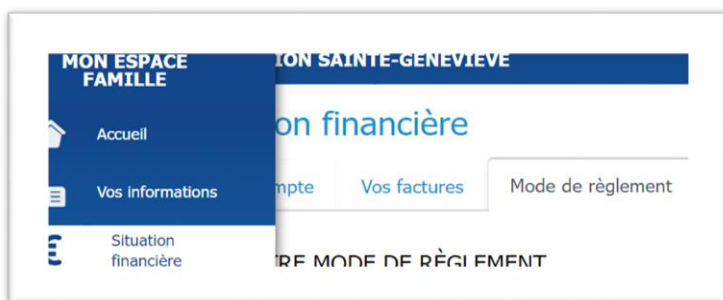 MON ESPACE
FAMILLE
Accueil
Vos informations
Situation
financière
ION SAINTE-GENEVIEVE
on financière
mpte Vos factures Mode de règlement
TRE MODE DE RÈGLEMENT